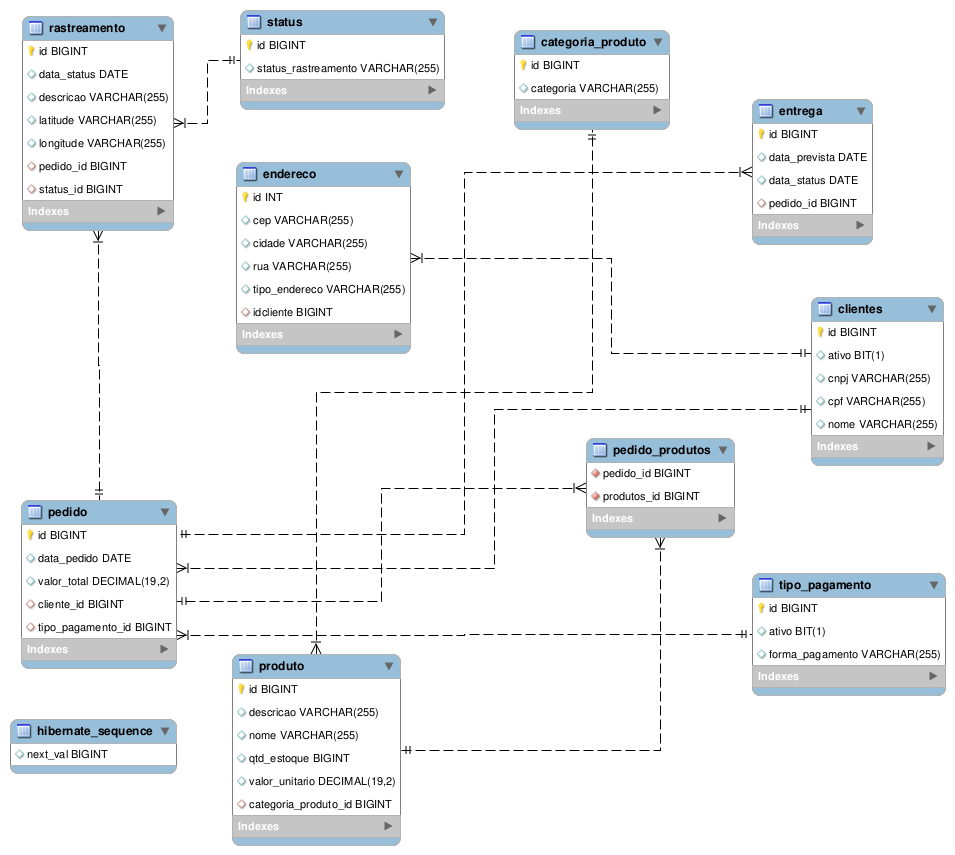 rastreamento
id BIGINT
data_status DATE
descricao VARCHAR(255)
latitude VARCHAR(255)
longitude VARCHAR(255)
pedido_id BIGINT
status_id BIGINT
Indexes
status
id BIGINT
status_rastreamento VARCHAR(255)
Indexes
categoria_produto
id BIGINT
categoria VARCHAR(255)
Indexes
entrega
id BIGINT
data_prevista DATE
data_status DATE
pedido_id BIGINT
Indexes
endereco
id INT
cep VARCHAR(255)
cidade VARCHAR(255)
rua VARCHAR(255)
tipo_endereco VARCHAR(255)
idcliente BIGINT
Indexes
clientes
id BIGINT
ativo BIT(1)
cnpj VARCHAR(255)
cpf VARCHAR(255)
nome VARCHAR(255)
Indexes
pedido_produtos
pedido_id BIGINT
produtos_id BIGINT
Indexes
pedido
id BIGINT
data_pedido DATE
valor_total DECIMAL(19,2)
cliente_id BIGINT
tipo_pagamento_id BIGINT
Indexes
tipo_pagamento
id BIGINT
ativo BIT(1)
forma_pagamento VARCHAR(255)
Indexes
produto
id BIGINT
descricao VARCHAR(255)
nome VARCHAR(255)
qtd_estoque BIGINT
valor_unitario DECIMAL(19,2)
categoria_produto_id BIGINT
Indexes
hibernate_sequence
next_val BIGINT